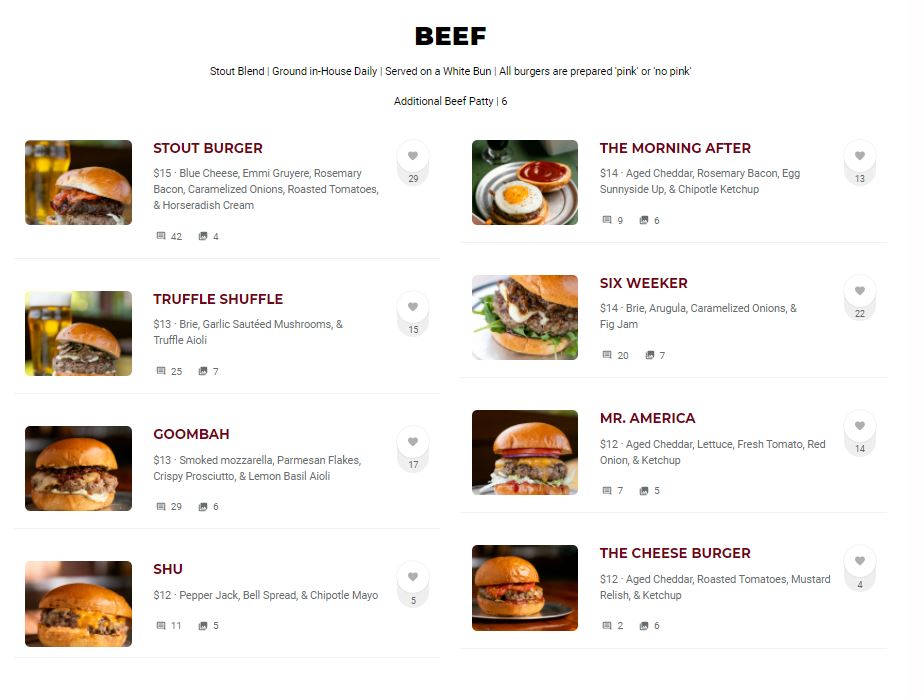 BEEF
Stout Blend | Ground in-House Daily | Served on a White Bun | All burgers are prepared 'pink' or 'no pink'
Additional Beef Patty | 6
STOUT BURGER
$15 · Blue Cheese, Emmi Gruyere, Rosemary
Bacon, Caramelized Onions, Roasted Tomatoes,
& Horseradish Cream
29
42 4
TRUFFLE SHUFFLE
$13 · Brie, Garlic Sautéed Mushrooms, &
Truffle Aioli
15
25 7
GOOMBAH
$13 · Smoked mozzarella, Parmesan Flakes,
Crispy Prosciutto, & Lemon Basil Aioli
17
29 6
SHU
$12 · Pepper Jack, Bell Spread, & Chipotle Mayo
5
11 5
THE MORNING AFTER
$14 · Aged Cheddar, Rosemary Bacon, Egg
Sunnyside Up, & Chipotle Ketchup
13
9 6
SIX WEEKER
$14 · Brie, Arugula, Caramelized Onions, &
Fig Jam
22
20 7
MR. AMERICA
$12 · Aged Cheddar, Lettuce, Fresh Tomato, Red
Onion, & Ketchup
14
7 5
THE CHEESE BURGER
$12 · Aged Cheddar, Roasted Tomatoes, Mustard
Relish, & Ketchup
4
2 6